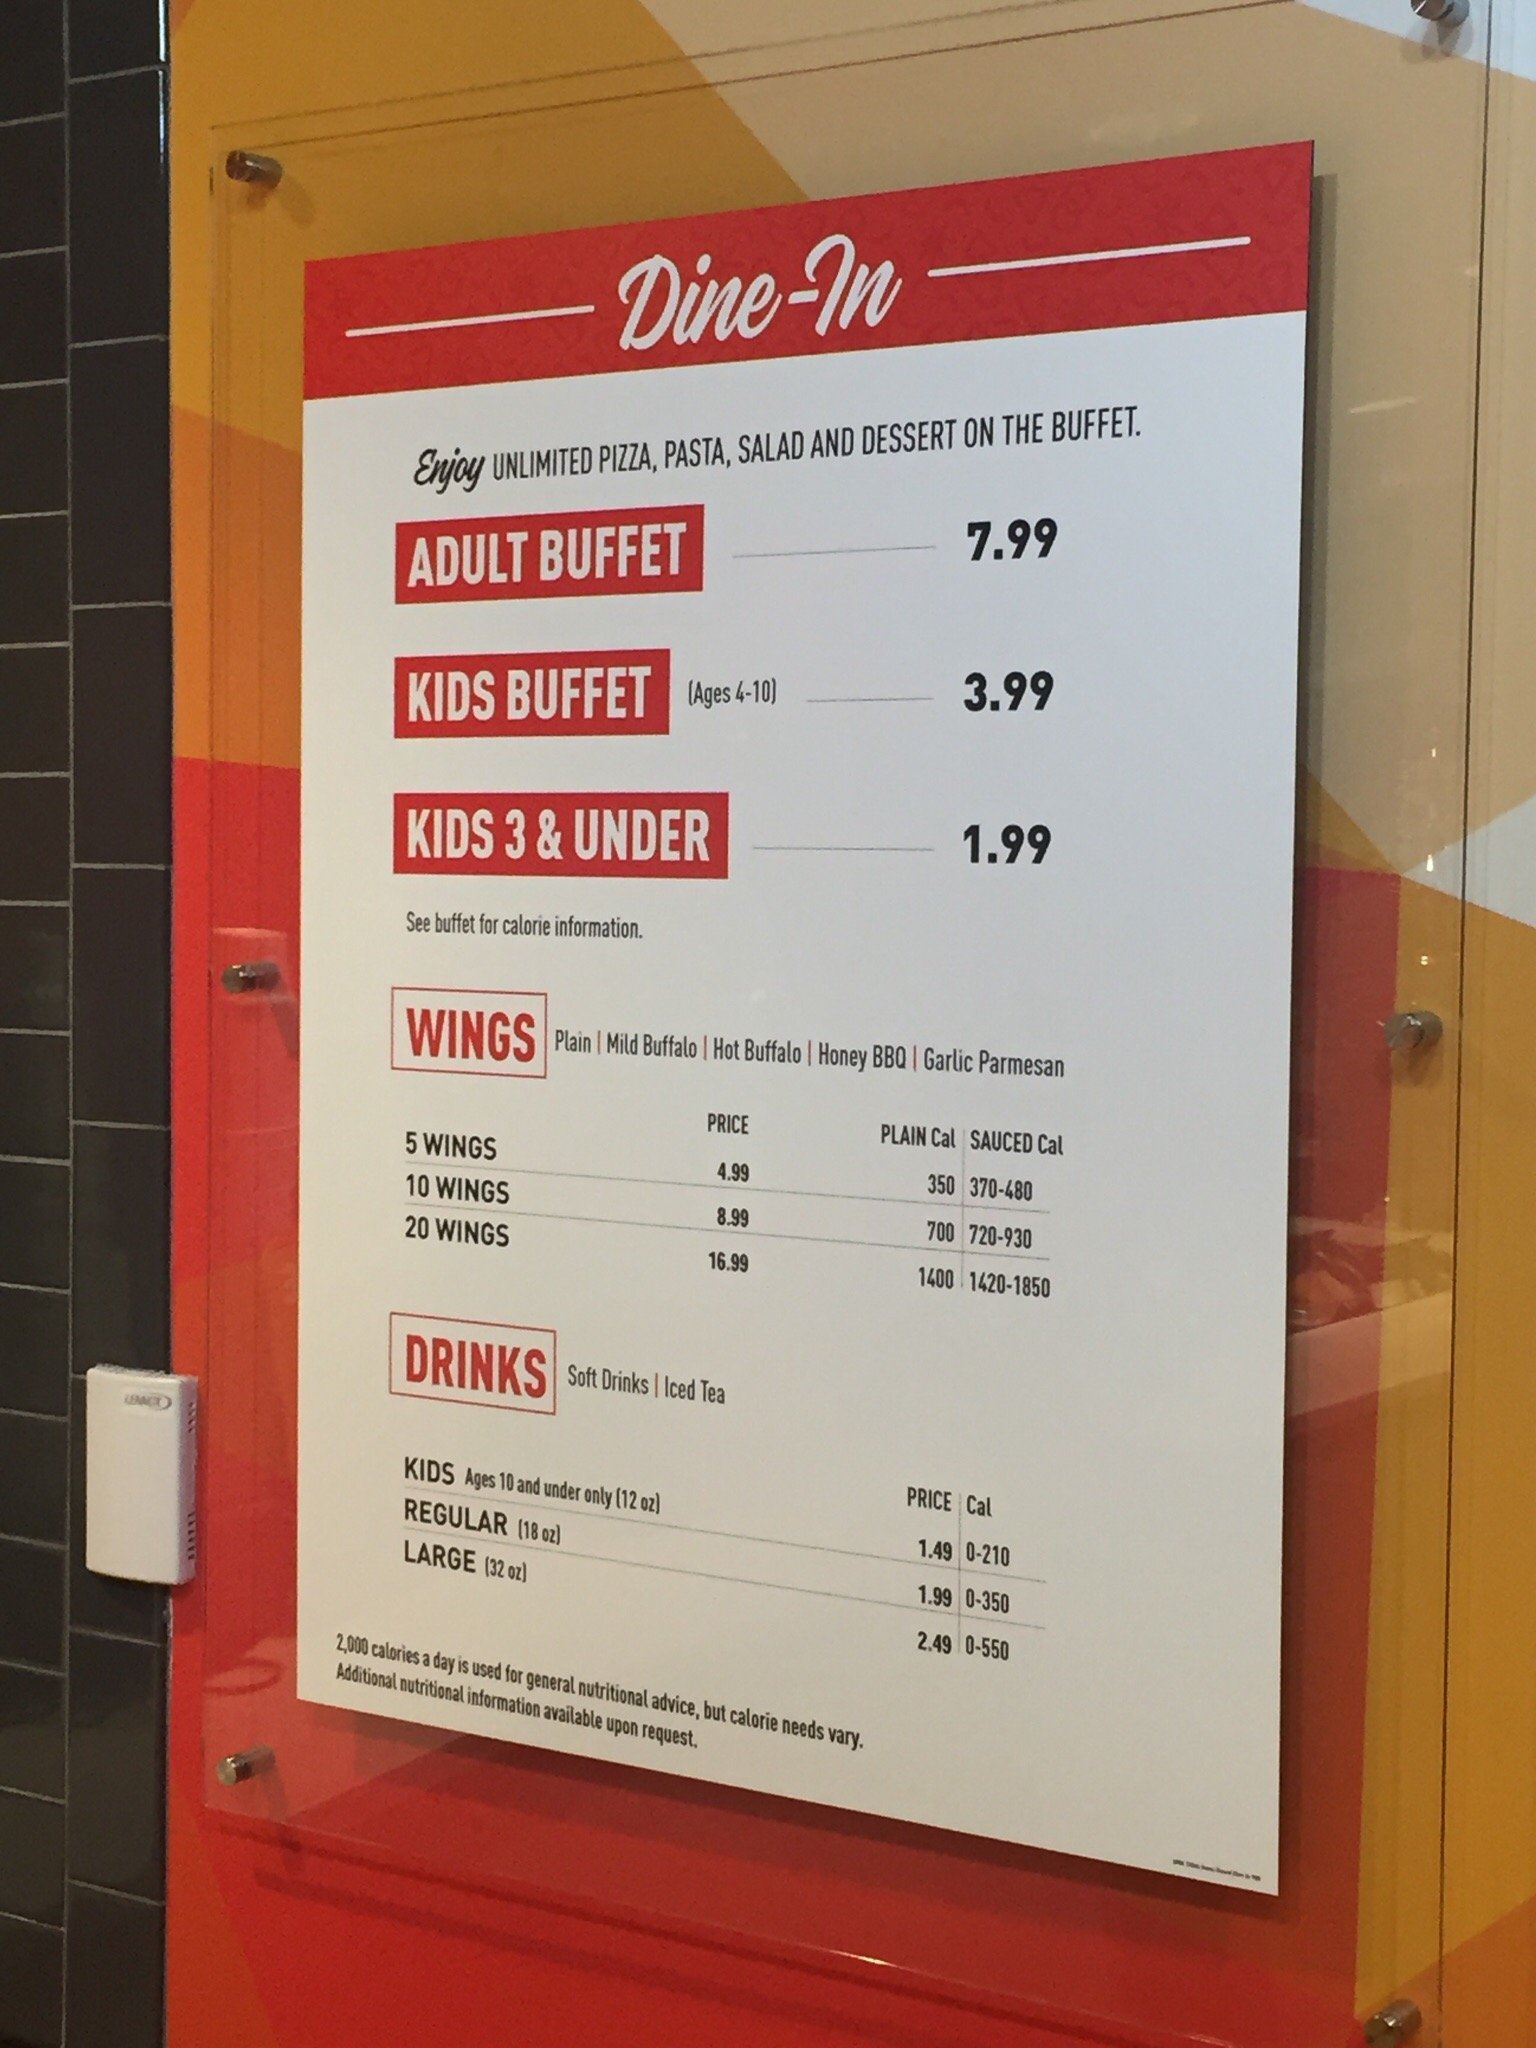 Dine-In
Enjoy UNLIMITED PIZZA, PASTA, SALAD AND DESSERT ON THE BUFFET.
ADULT BUFFET 7.99
KIDS BUFFET (Ages 4-10) 3.99
KIDS 3 & UNDER 1.99
See buffet for calorie information.
WINGS Plain | Mild Buffalo | Hot Buffalo | Honey BBQ | Garlic Parmesan
PRICE PLAIN Cal | SAUCED Cal
5 WINGS 4.99 350 | 370-480
10 WINGS 8.99 700 | 720-930
20 WINGS 16.99 1400 | 1420-1850
DRINKS Soft Drinks | Iced Tea
PRICE | Cal
KIDS Ages 10 and under only (12 oz) 1.49 | 0-210
REGULAR (18 oz) 1.99 | 0-350
LARGE (32 oz) 2.49 | 0-550
2,000 calories a day is used for general nutritional advice, but calorie needs vary.
Additional nutritional information available upon request.
LENNOX